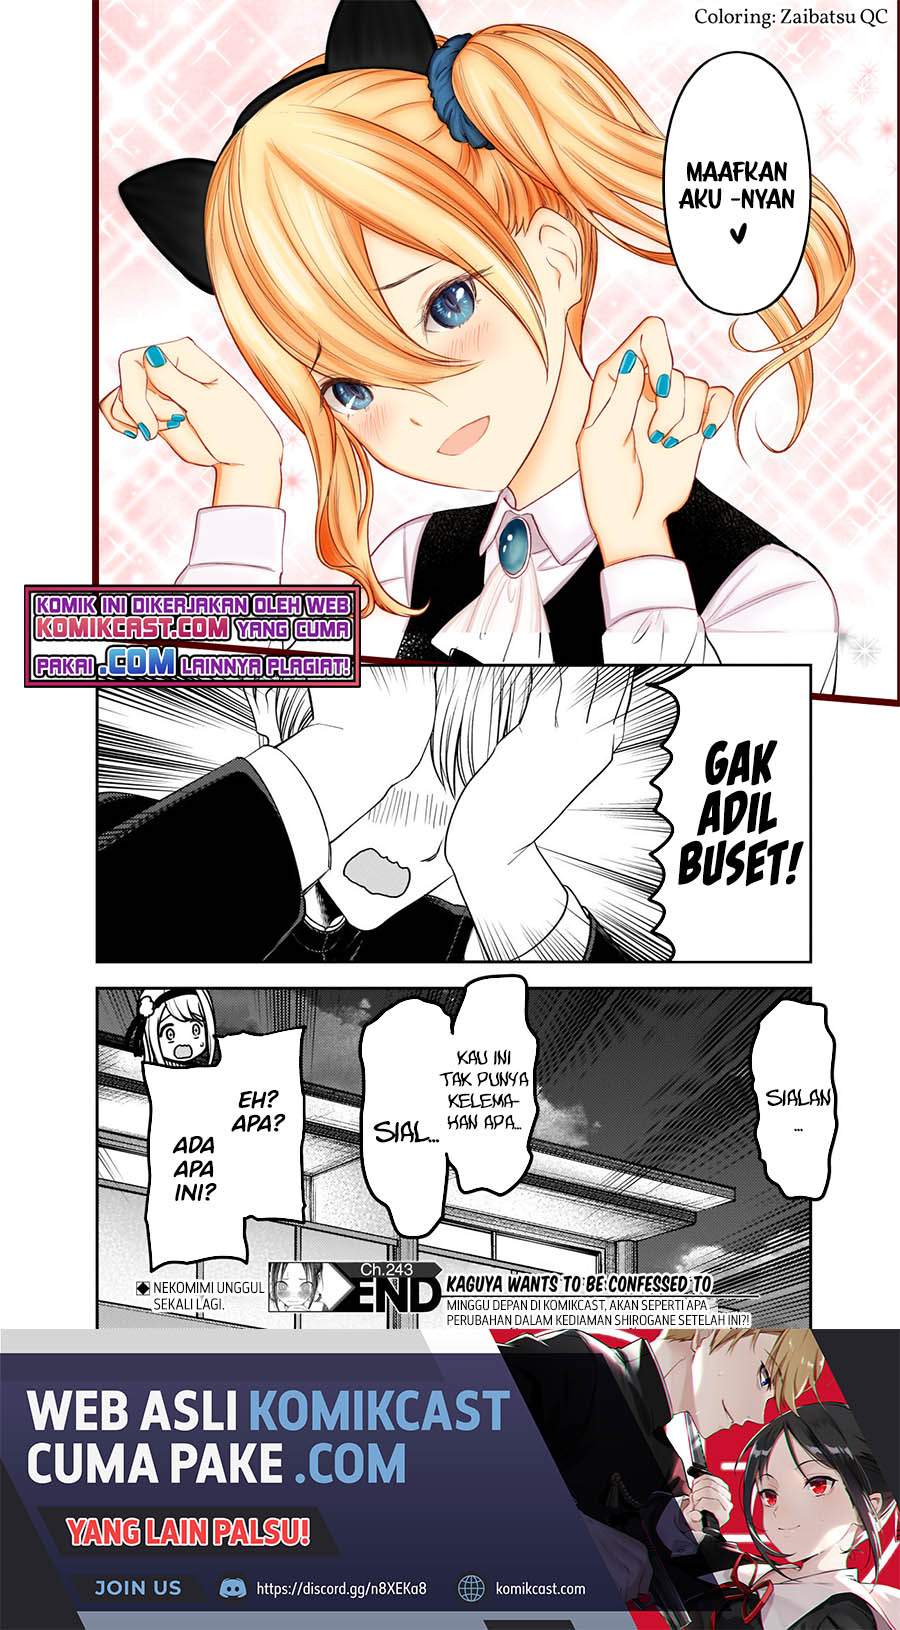 Coloring: Zaibatsu QC
MAAFKAN
AKU -NYAN
KOMIK INI DIKERJAKAN OLEH WEB
KOMIKCAST.COM YANG CUMA
PAKAI .COM LAINNYA PLAGIAT!
GAK
ADIL
BUSET!
SIALAN
...
KAU INI
TAK PUNYA
KELEMA-
HAN APA...
SIAL...
EH?
APA?
ADA
APA
INI?
NEKOMIMI UNGGUL
SEKALI LAGI.
Ch.243
END
KAGUYA WANTS TO BE CONFESSED TO
MINGGU DEPAN DI KOMIKCAST, AKAN SEPERTI APA
PERUBAHAN DALAM KEDIAMAN SHIROGANE SETELAH INI?!
WEB ASLI KOMIKCAST
CUMA PAKE .COM
YANG LAIN PALSU!
JOIN US
https://discord.gg/n8XEKa8
komikcast.com